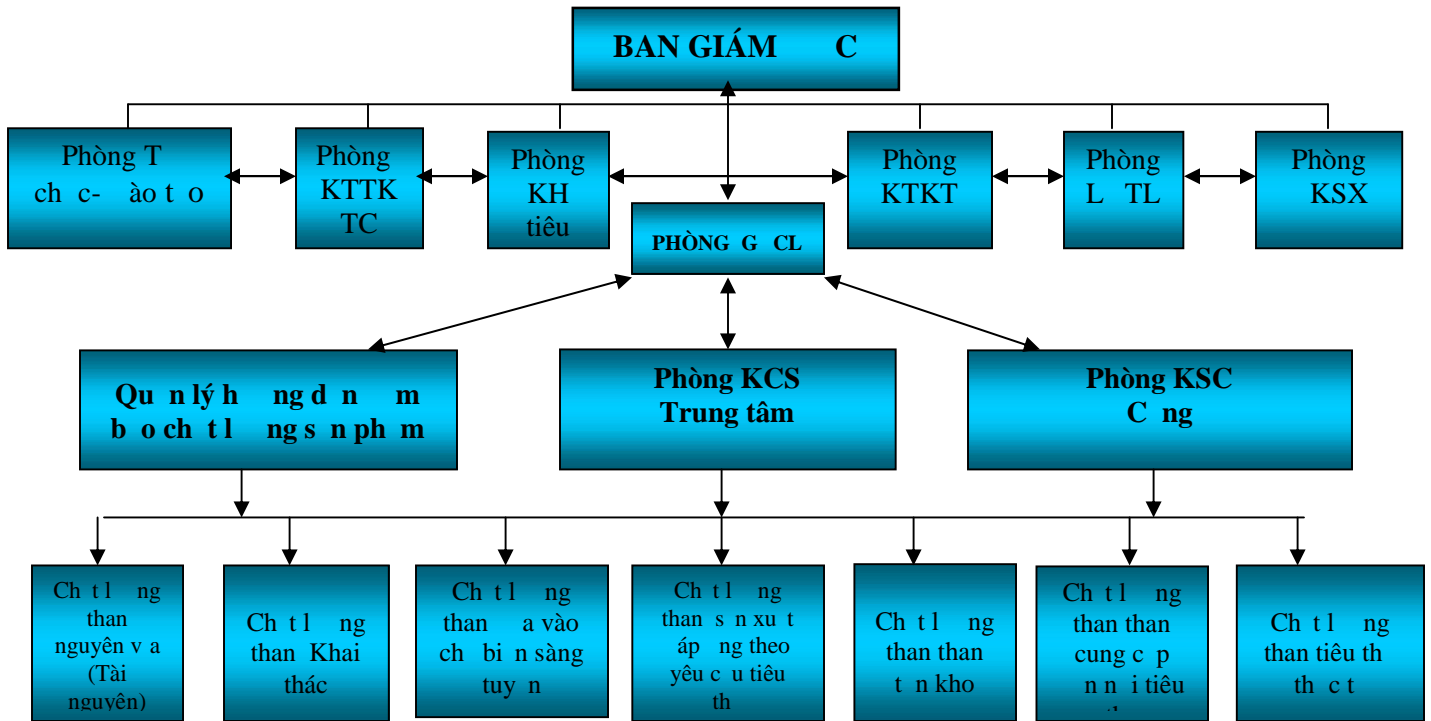 BAN GIÁM C
Phòng T
ch c- ào t o
Phòng
KTTK
TC
Phòng
KH
tiêu
Phòng
KTKT
Phòng
L TL
Phòng
KSX
PHÒNG G CL
Qu n lý h ng d n m
b o ch t l ng s n ph m
Phòng KCS
Trung tâm
Phòng KSC
C ng
Ch t l ng
than
nguyên v a
(Tài
nguyên)
Ch t l ng
than Khai
thác
Ch t l ng
than a vào
ch bi n sàng
tuy n
Ch t l ng
than s n xu t
áp ng theo
yêu c u tiêu
th
Ch t l ng
than than
t n kho
Ch t l ng
than than
cung c p
n n i tiêu
Ch t l ng
than tiêu th
th c t